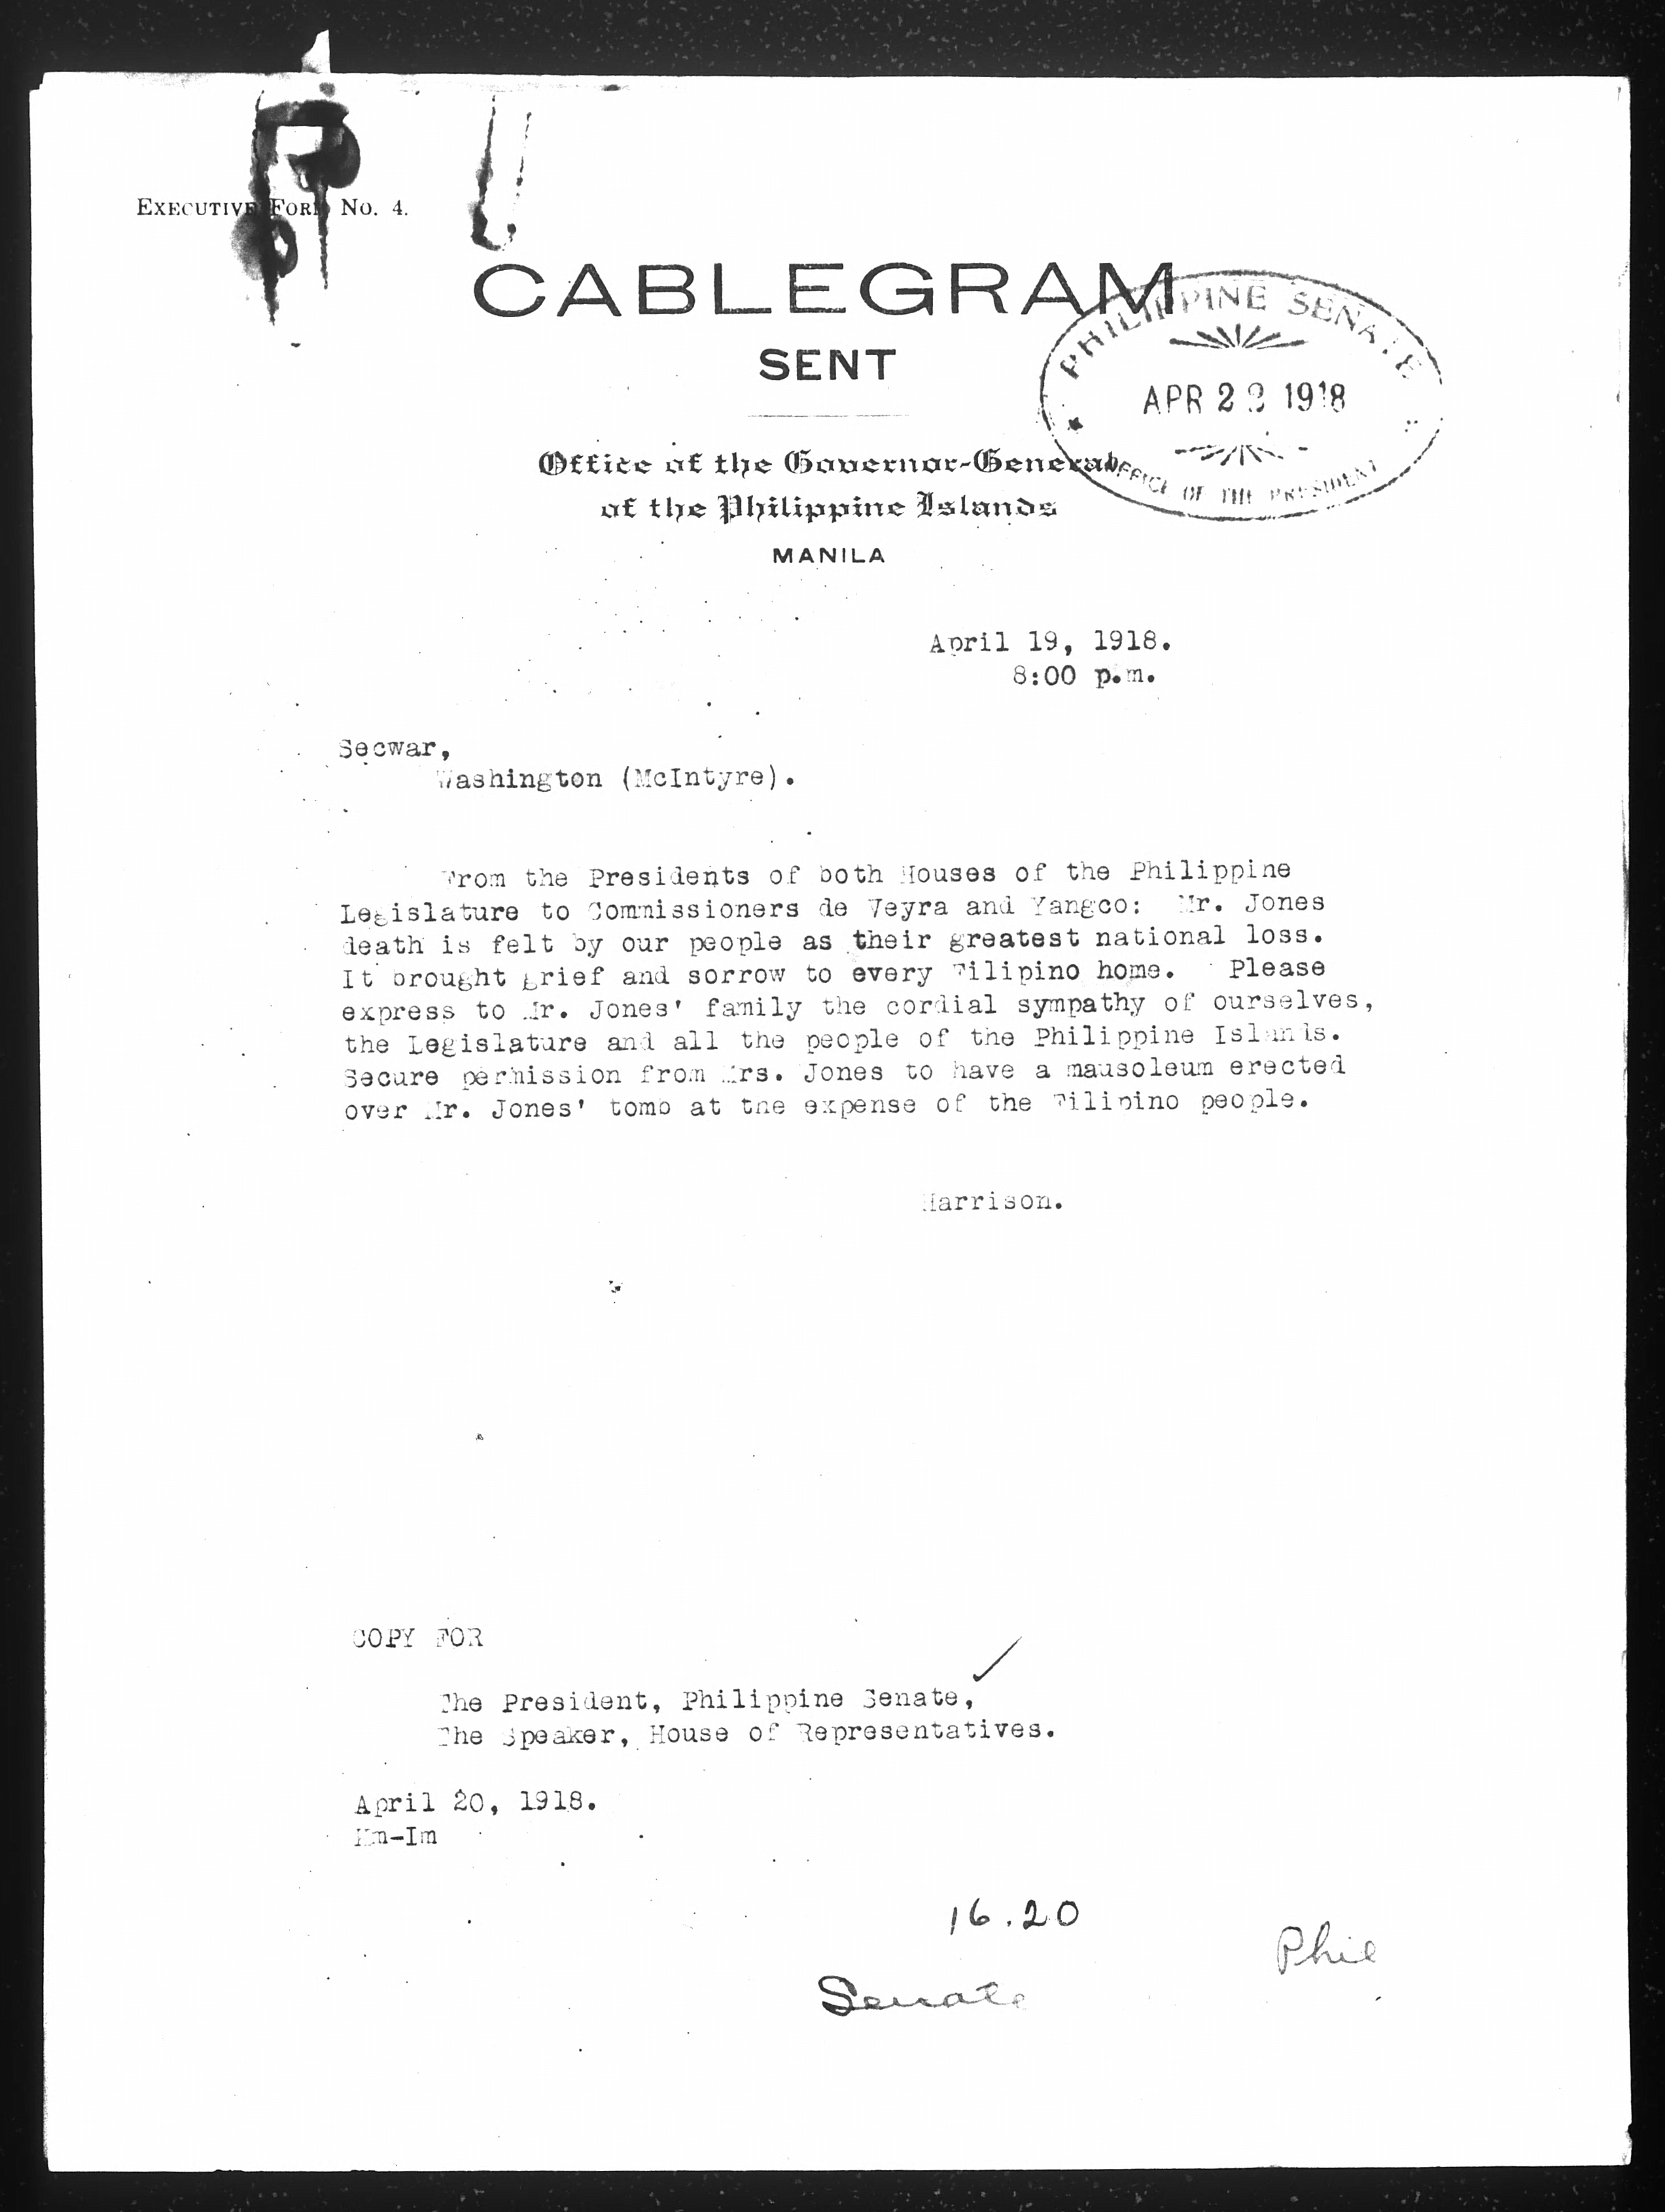 EXECUTIVE FORM No. 4.
CABLEGRAM
SENT
PHILIPPINE SENATE
APR 2 1918
OFFICE OF THE PRESIDENT
Office of the Governor-General
of the Philippine Islands
MANILA
April 19, 1918.
8:00 p.m.
Secwar,
Washington (McIntyre).
From the Presidents of both Houses of the Philippine
Legislature to Commissioners de Veyra and Yangco: Mr. Jones
death is felt by our people as their greatest national loss.
It brought grief and sorrow to every Filipino home. Please
express to Mr. Jones' family the cordial sympathy of ourselves,
the Legislature and all the people of the Philippine Islands.
Secure permission from Mrs. Jones to have a mausoleum erected
over Mr. Jones' tomb at the expense of the Filipino people.
Harrison.
COPY FOR
The President, Philippine Senate,
The Speaker, House of Representatives.
April 20, 1918.
16.20
Phil
Senate